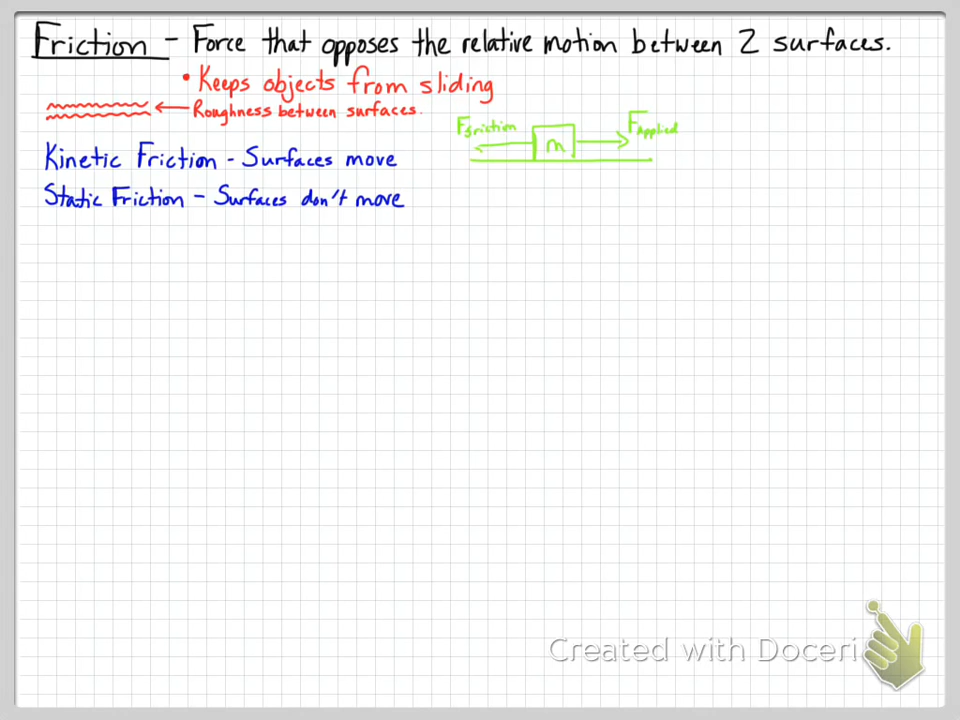 Friction - Force that opposes the relative motion between 2 surfaces.
• Keeps objects from sliding
Roughness between surfaces.
Ffriction
m
FApplied
Kinetic Friction - Surfaces move
Static Friction - Surfaces don't move
Created with Doceri